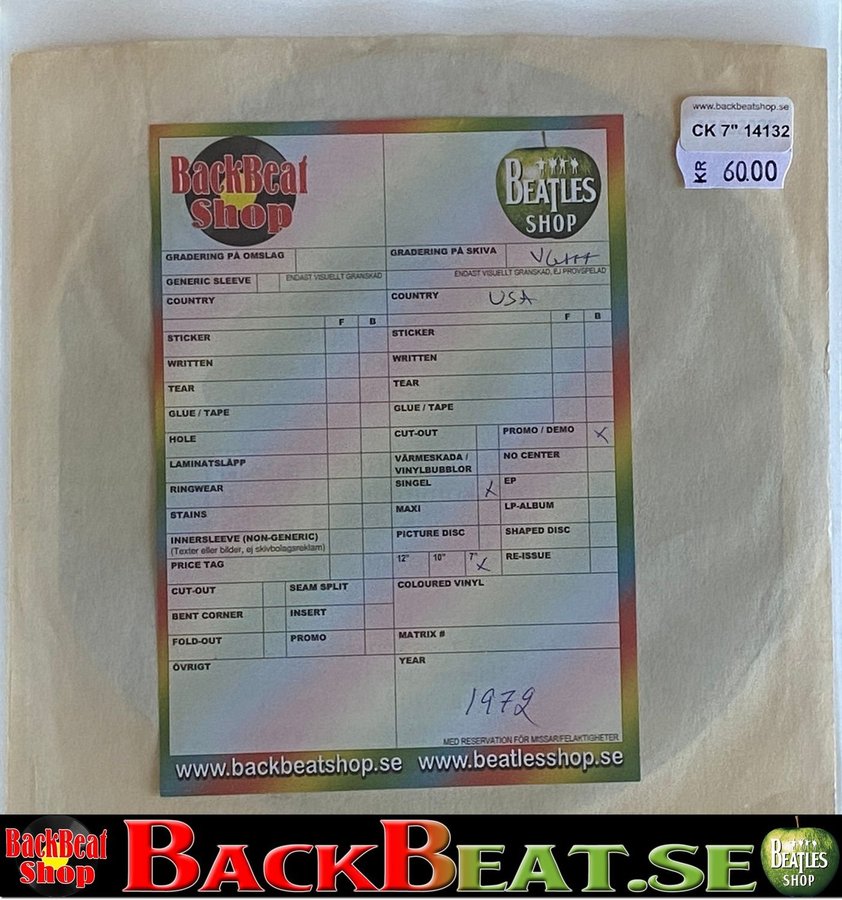 www.backbeatshop.se
CK 7" 14132
KR 60.00
BackBeat
Shop
BEATLES
SHOP
GRADERING PÅ OMSLAG
GRADERING PÅ SKIVA VG+++
GENERIC SLEEVE
ENDAST VISUELLT GRANSKAD
ENDAST VISUELLT GRANSKAD, EJ PROVSPELAD
COUNTRY
COUNTRY USA
F B
F B
STICKER
STICKER
WRITTEN
WRITTEN
TEAR
TEAR
GLUE / TAPE
GLUE / TAPE
HOLE
CUT-OUT
PROMO / DEMO X
LAMINATSLÄPP
VÄRMESKADA /
VINYLBUBBLOR
NO CENTER
RINGWEAR
SINGEL X
EP
STAINS
MAXI
LP-ALBUM
INNERSLEEVE (NON-GENERIC)
(Texter eller bilder, ej skivbolagsreklam)
PICTURE DISC
SHAPED DISC
PRICE TAG
12" 10" 7" X
RE-ISSUE
CUT-OUT
SEAM SPLIT
COLOURED VINYL
BENT CORNER
INSERT
FOLD-OUT
PROMO
MATRIX #
ÖVRIGT
YEAR
1972
MED RESERVATION FÖR MISSAR/FELAKTIGHETER
www.backbeatshop.se www.beatlesshop.se
BackBeat
Shop
BACKBEAT.SE
BEATLES
SHOP